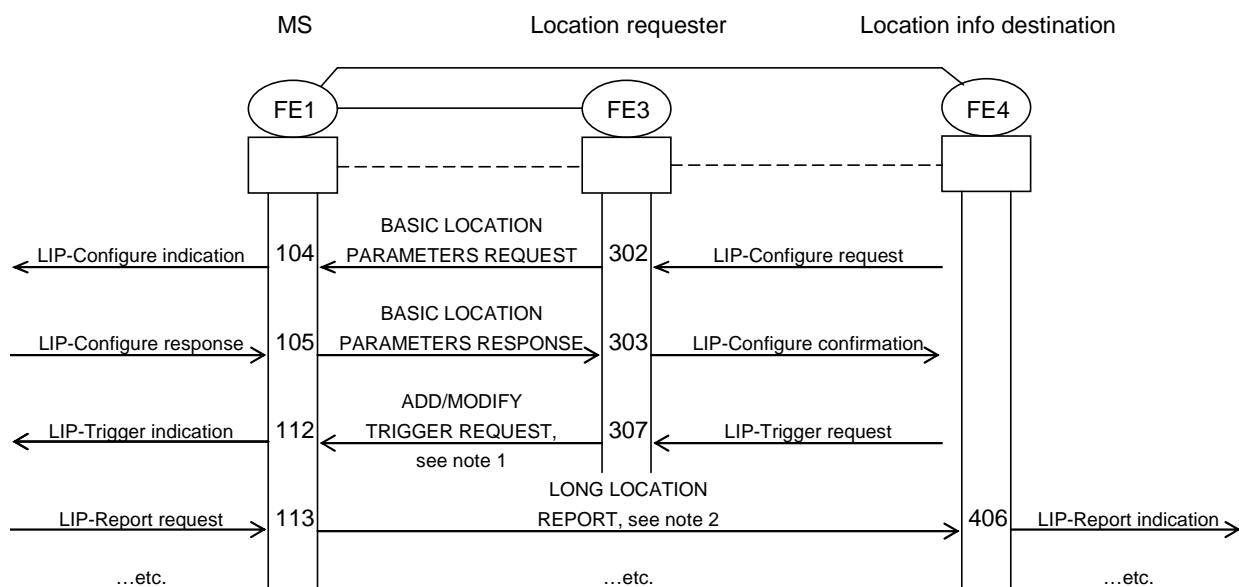 MS Location requester Location info destination
FE1 FE3 FE4
BASIC LOCATION
LIP-Configure indication 104 PARAMETERS REQUEST 302 LIP-Configure request
BASIC LOCATION
LIP-Configure response 105 PARAMETERS RESPONSE 303 LIP-Configure confirmation
ADD/MODIFY
LIP-Trigger indication 112 TRIGGER REQUEST, 307 LIP-Trigger request
see note 1
LONG LOCATION
LIP-Report request 113 REPORT, see note 2 406 LIP-Report indication
…etc. …etc. …etc.